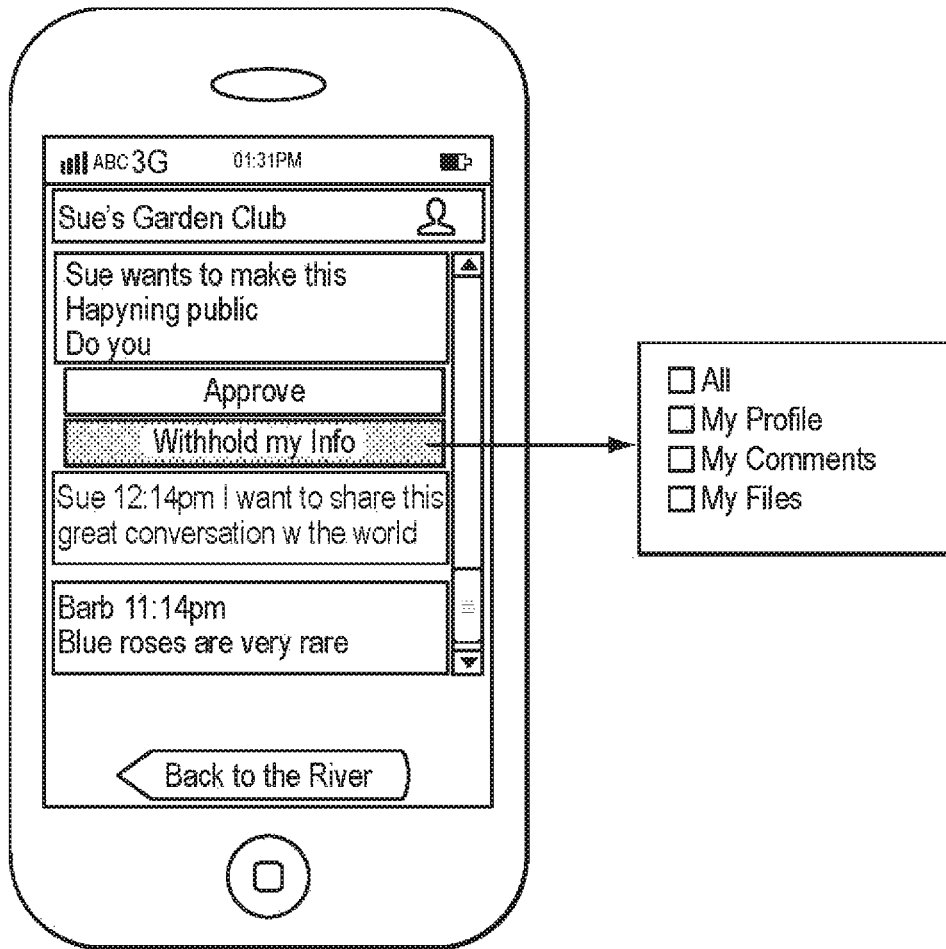 ABC 3G 01:31PM
Sue's Garden Club
Sue wants to make this
Hapyning public
Do you
Approve
Withhold my Info
Sue 12:14pm I want to share this
great conversation w the world
Barb 11:14pm
Blue roses are very rare
Back to the River
All
My Profile
My Comments
My Files